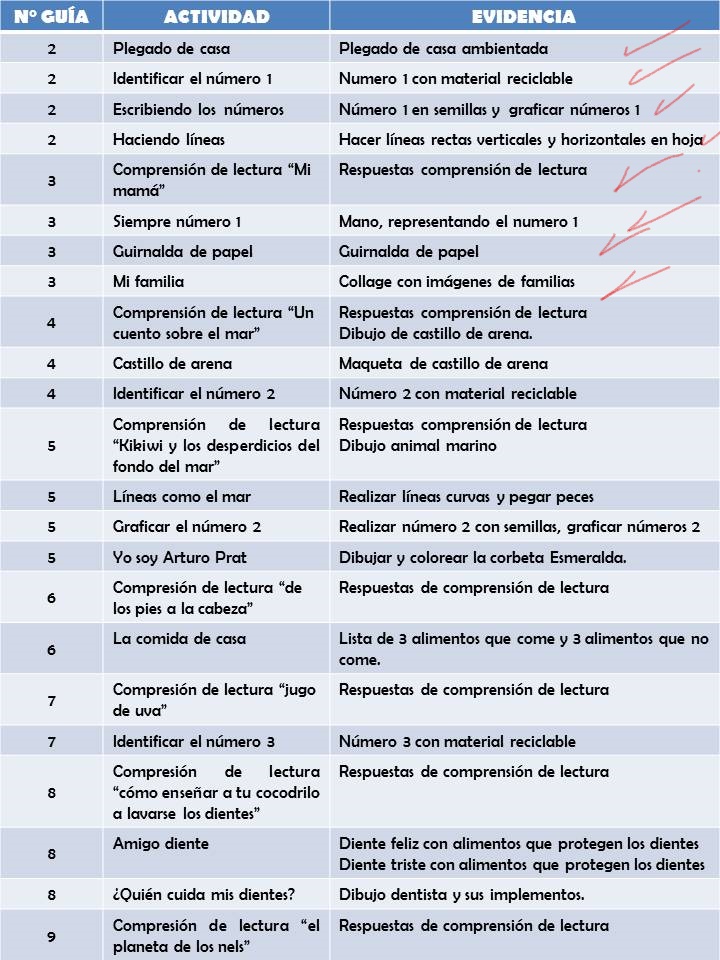 Nº GUÍA ACTIVIDAD EVIDENCIA
2 Plegado de casa Plegado de casa ambientada
2 Identificar el número 1 Numero 1 con material reciclable
2 Escribiendo los números Número 1 en semillas y graficar números 1
2 Haciendo líneas Hacer líneas rectas verticales y horizontales en hoja
3 Comprensión de lectura “Mi Respuestas comprensión de lectura
mamá”
3 Siempre número 1 Mano, representando el numero 1
3 Guirnalda de papel Guirnalda de papel
3 Mi familia Collage con imágenes de familias
4 Comprensión de lectura “Un Respuestas comprensión de lectura
cuento sobre el mar” Dibujo de castillo de arena.
4 Castillo de arena Maqueta de castillo de arena
4 Identificar el número 2 Número 2 con material reciclable
5 Comprensión de lectura Respuestas comprensión de lectura
“Kikiwi y los desperdicios del Dibujo animal marino
fondo del mar”
5 Líneas como el mar Realizar líneas curvas y pegar peces
5 Graficar el número 2 Realizar número 2 con semillas, graficar números 2
5 Yo soy Arturo Prat Dibujar y colorear la corbeta Esmeralda.
6 Compresión de lectura “de Respuestas de comprensión de lectura
los pies a la cabeza”
6 La comida de casa Lista de 3 alimentos que come y 3 alimentos que no
come.
7 Compresión de lectura “jugo Respuestas de comprensión de lectura
de uva”
7 Identificar el número 3 Número 3 con material reciclable
8 Compresión de lectura Respuestas de comprensión de lectura
“cómo enseñar a tu cocodrilo
a lavarse los dientes”
8 Amigo diente Diente feliz con alimentos que protegen los dientes
Diente triste con alimentos que protegen los dientes
8 ¿Quién cuida mis dientes? Dibujo dentista y sus implementos.
9 Compresión de lectura “el Respuestas de comprensión de lectura
planeta de los nels”